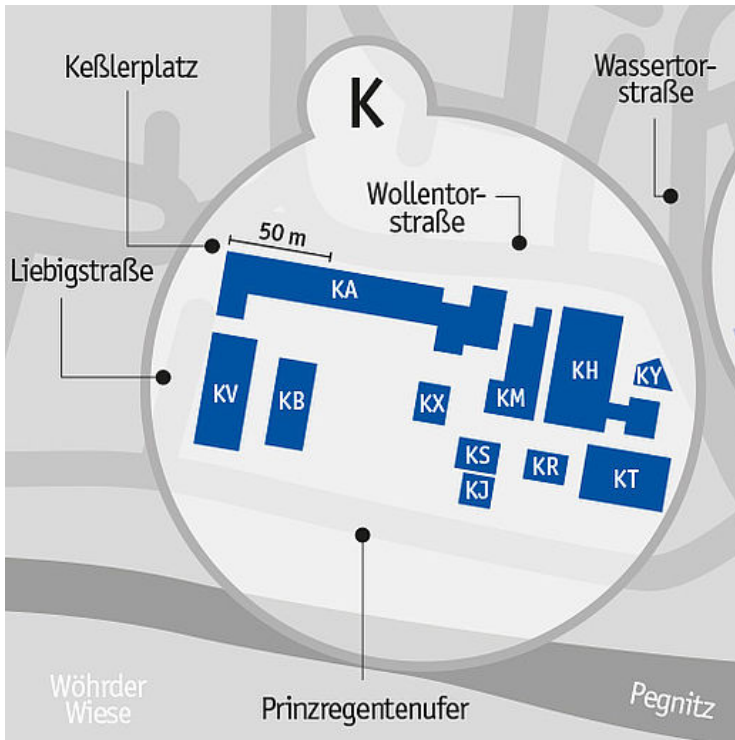 K
Keßlerplatz
Wassertor-
straße
Wollentor-
straße
50 m
Liebigstraße
KA
KV
KB
KX
KM
KH
KY
KS
KJ
KR
KT
Prinzregentenufer
Wöhrder
Wiese
Pegnitz